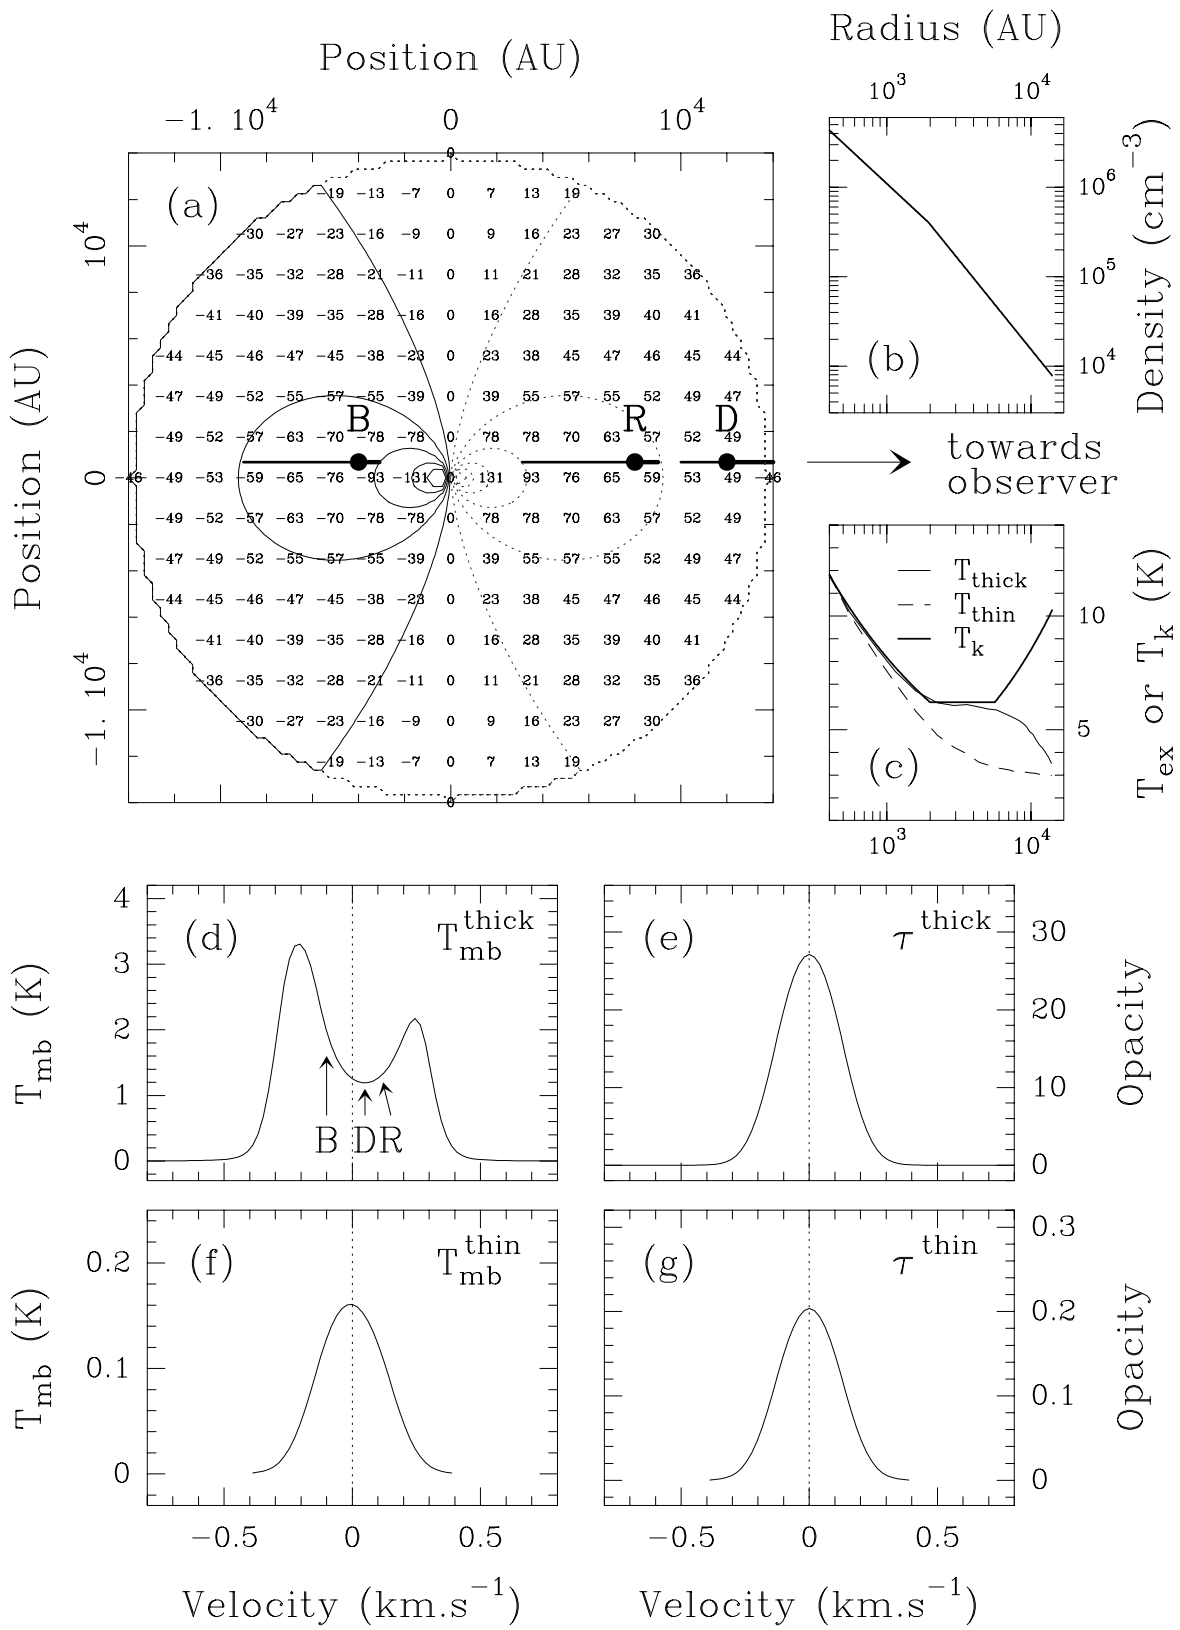 Position (AU)
−1. 10⁴ 0 10⁴
Radius (AU)
10³ 10⁴
(a)
0
−19 −13 −7 0 7 13 19
−30 −27 −23 −16 −9 0 9 16 23 27 30
−36 −35 −32 −28 −21 −11 0 11 21 28 32 35 36
−41 −40 −39 −35 −28 −16 0 16 28 35 39 40 41
−44 −45 −46 −47 −45 −38 −23 0 23 38 45 47 46 45 44
−47 −49 −52 −55 −57 −55 −39 0 39 55 57 55 52 49 47
B R D
−49 −52 −57 −63 −70 −78 −78 0 78 78 70 63 57 52 49
−46 −49 −53 −59 −65 −76 −93 −131 0 131 93 76 65 59 53 49 46
−49 −52 −57 −63 −70 −78 −78 0 78 78 70 63 57 52 49
−47 −49 −52 −55 −57 −55 −39 0 39 55 57 55 52 49 47
−44 −45 −46 −47 −45 −38 −23 0 23 38 45 47 46 45 44
−41 −40 −39 −35 −28 −16 0 16 28 35 39 40 41
−36 −35 −32 −28 −21 −11 0 11 21 28 32 35 36
−30 −27 −23 −16 −9 0 9 16 23 27 30
−19 −13 −7 0 7 13 19
0
Position (AU)
10⁴
0
−1. 10⁴
(b)
10⁶
10⁵
10⁴
Density (cm⁻³)
towards
observer
T_thick
T_thin
T_k
(c)
10
5
T_ex or T_k (K)
10³ 10⁴
(d)
T_mb^thick
4
3
2
1
0
T_mb (K)
B D R
(e)
τ^thick
30
20
10
0
Opacity
(f)
T_mb^thin
0.2
0.1
0
T_mb (K)
−0.5 0 0.5
Velocity (km.s⁻¹)
(g)
τ^thin
0.3
0.2
0.1
0
Opacity
−0.5 0 0.5
Velocity (km.s⁻¹)